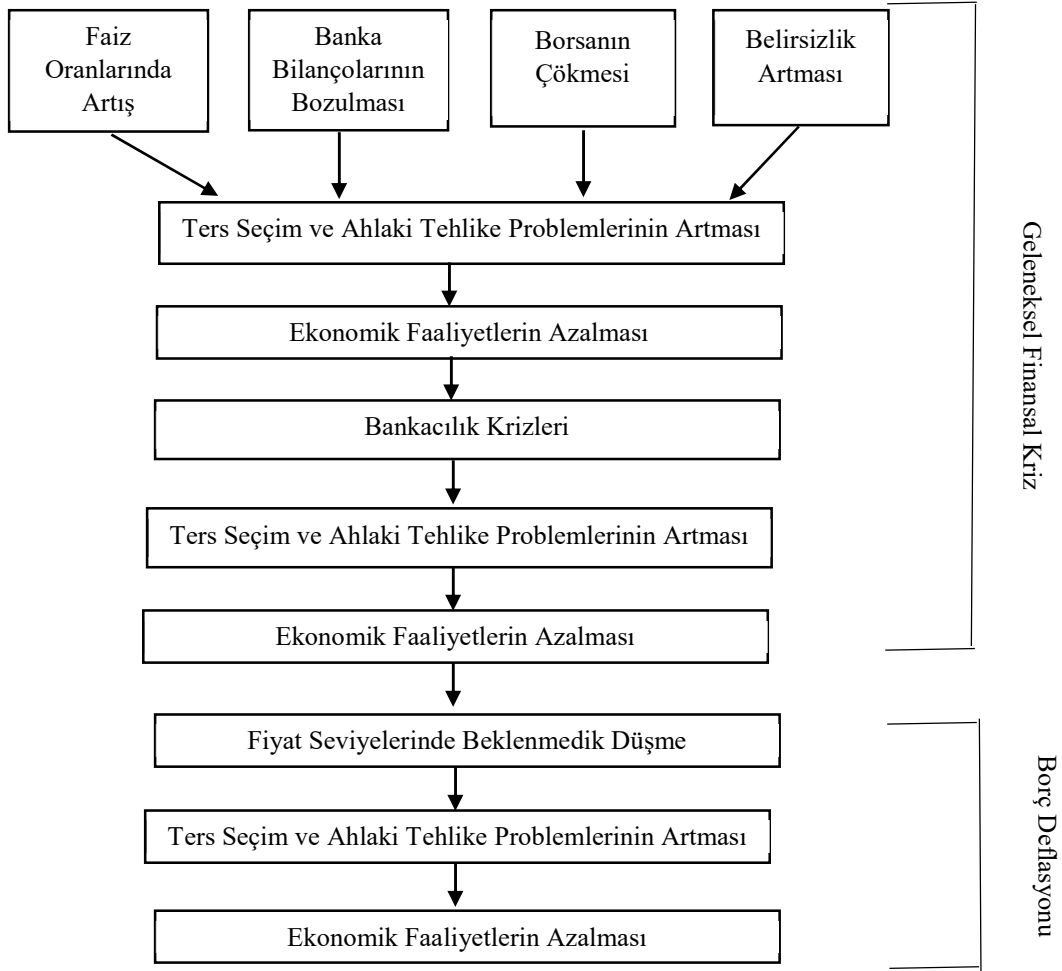 Faiz
Oranlarında
Artış
Banka
Bilançolarının
Bozulması
Borsanın
Çökmesi
Belirsizlik
Artması
Ters Seçim ve Ahlaki Tehlike Problemlerinin Artması
Ekonomik Faaliyetlerin Azalması
Bankacılık Krizleri
Ters Seçim ve Ahlaki Tehlike Problemlerinin Artması
Ekonomik Faaliyetlerin Azalması
Geleneksel Finansal Kriz
Fiyat Seviyelerinde Beklenmedik Düşme
Ters Seçim ve Ahlaki Tehlike Problemlerinin Artması
Ekonomik Faaliyetlerin Azalması
Borç Deflasyonu